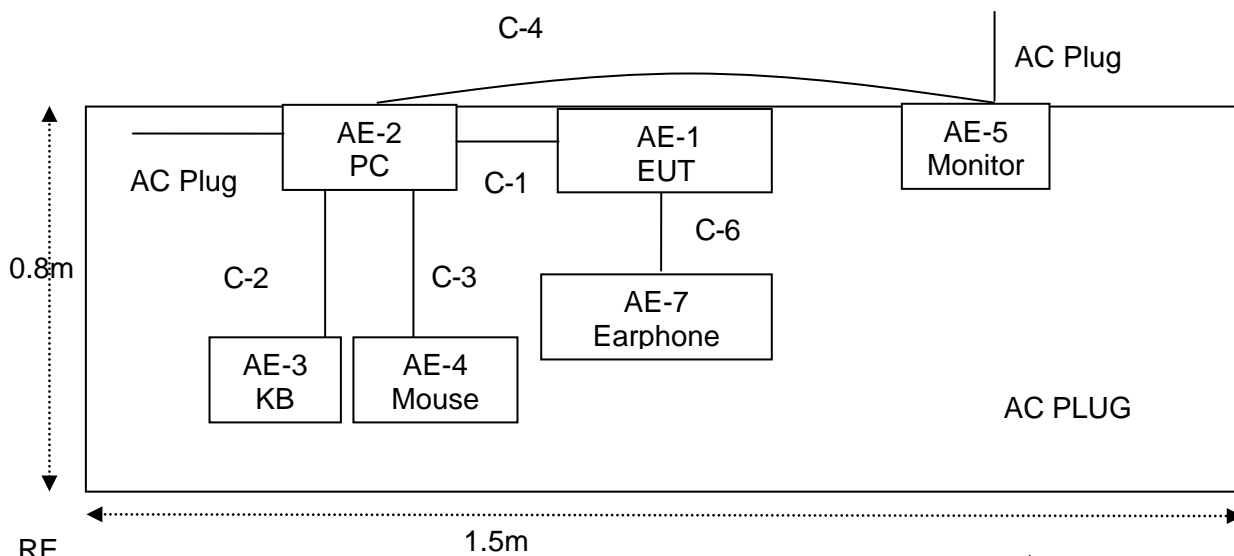 C-4
AC Plug
AE-2
PC
AE-1
EUT
AE-5
Monitor
AC Plug
C-1
C-6
0.8m
C-2
C-3
AE-7
Earphone
AE-3
KB
AE-4
Mouse
AC PLUG
1.5m
RE